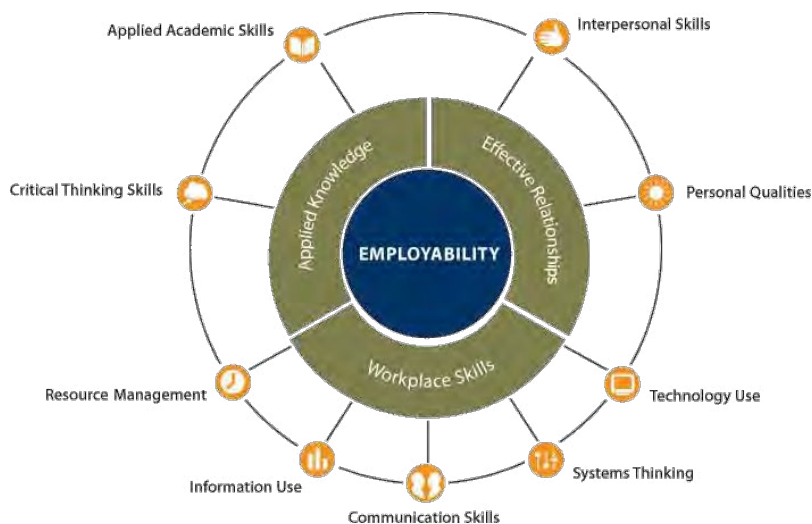 Applied Academic Skills
Interpersonal Skills
Applied Knowledge
Effective Relationships
Critical Thinking Skills
Personal Qualities
EMPLOYABILITY
Workplace Skills
Resource Management
Technology Use
Information Use
Systems Thinking
Communication Skills